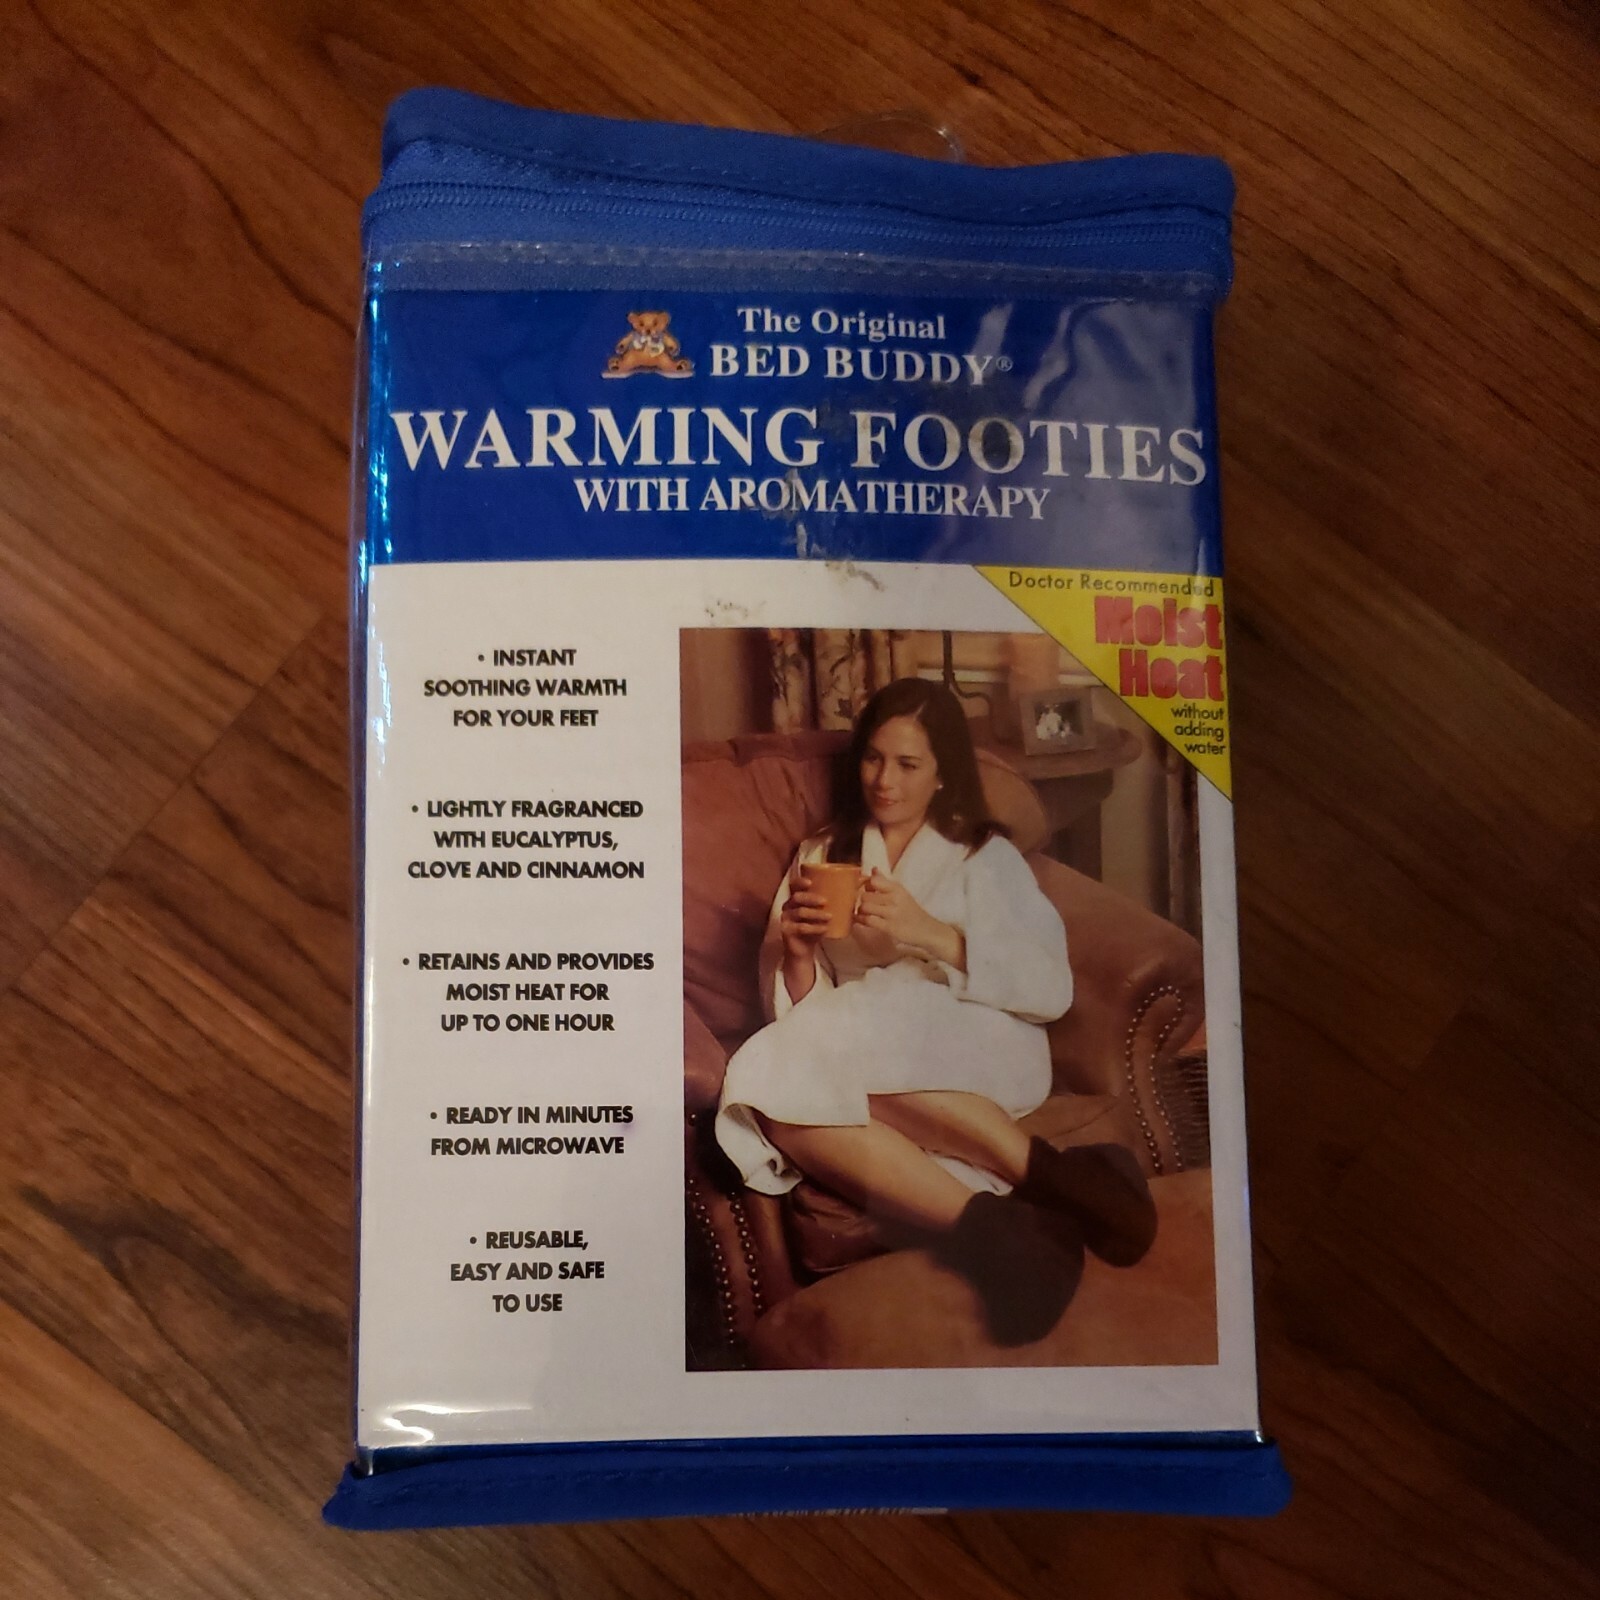 The Original
BED BUDDY®
WARMING FOOTIES
WITH AROMATHERAPY
Doctor Recommended
Moist
Heat
without
adding
water
• INSTANT
SOOTHING WARMTH
FOR YOUR FEET
• LIGHTLY FRAGRANCED
WITH EUCALYPTUS,
CLOVE AND CINNAMON
• RETAINS AND PROVIDES
MOIST HEAT FOR
UP TO ONE HOUR
• READY IN MINUTES
FROM MICROWAVE
• REUSABLE,
EASY AND SAFE
TO USE